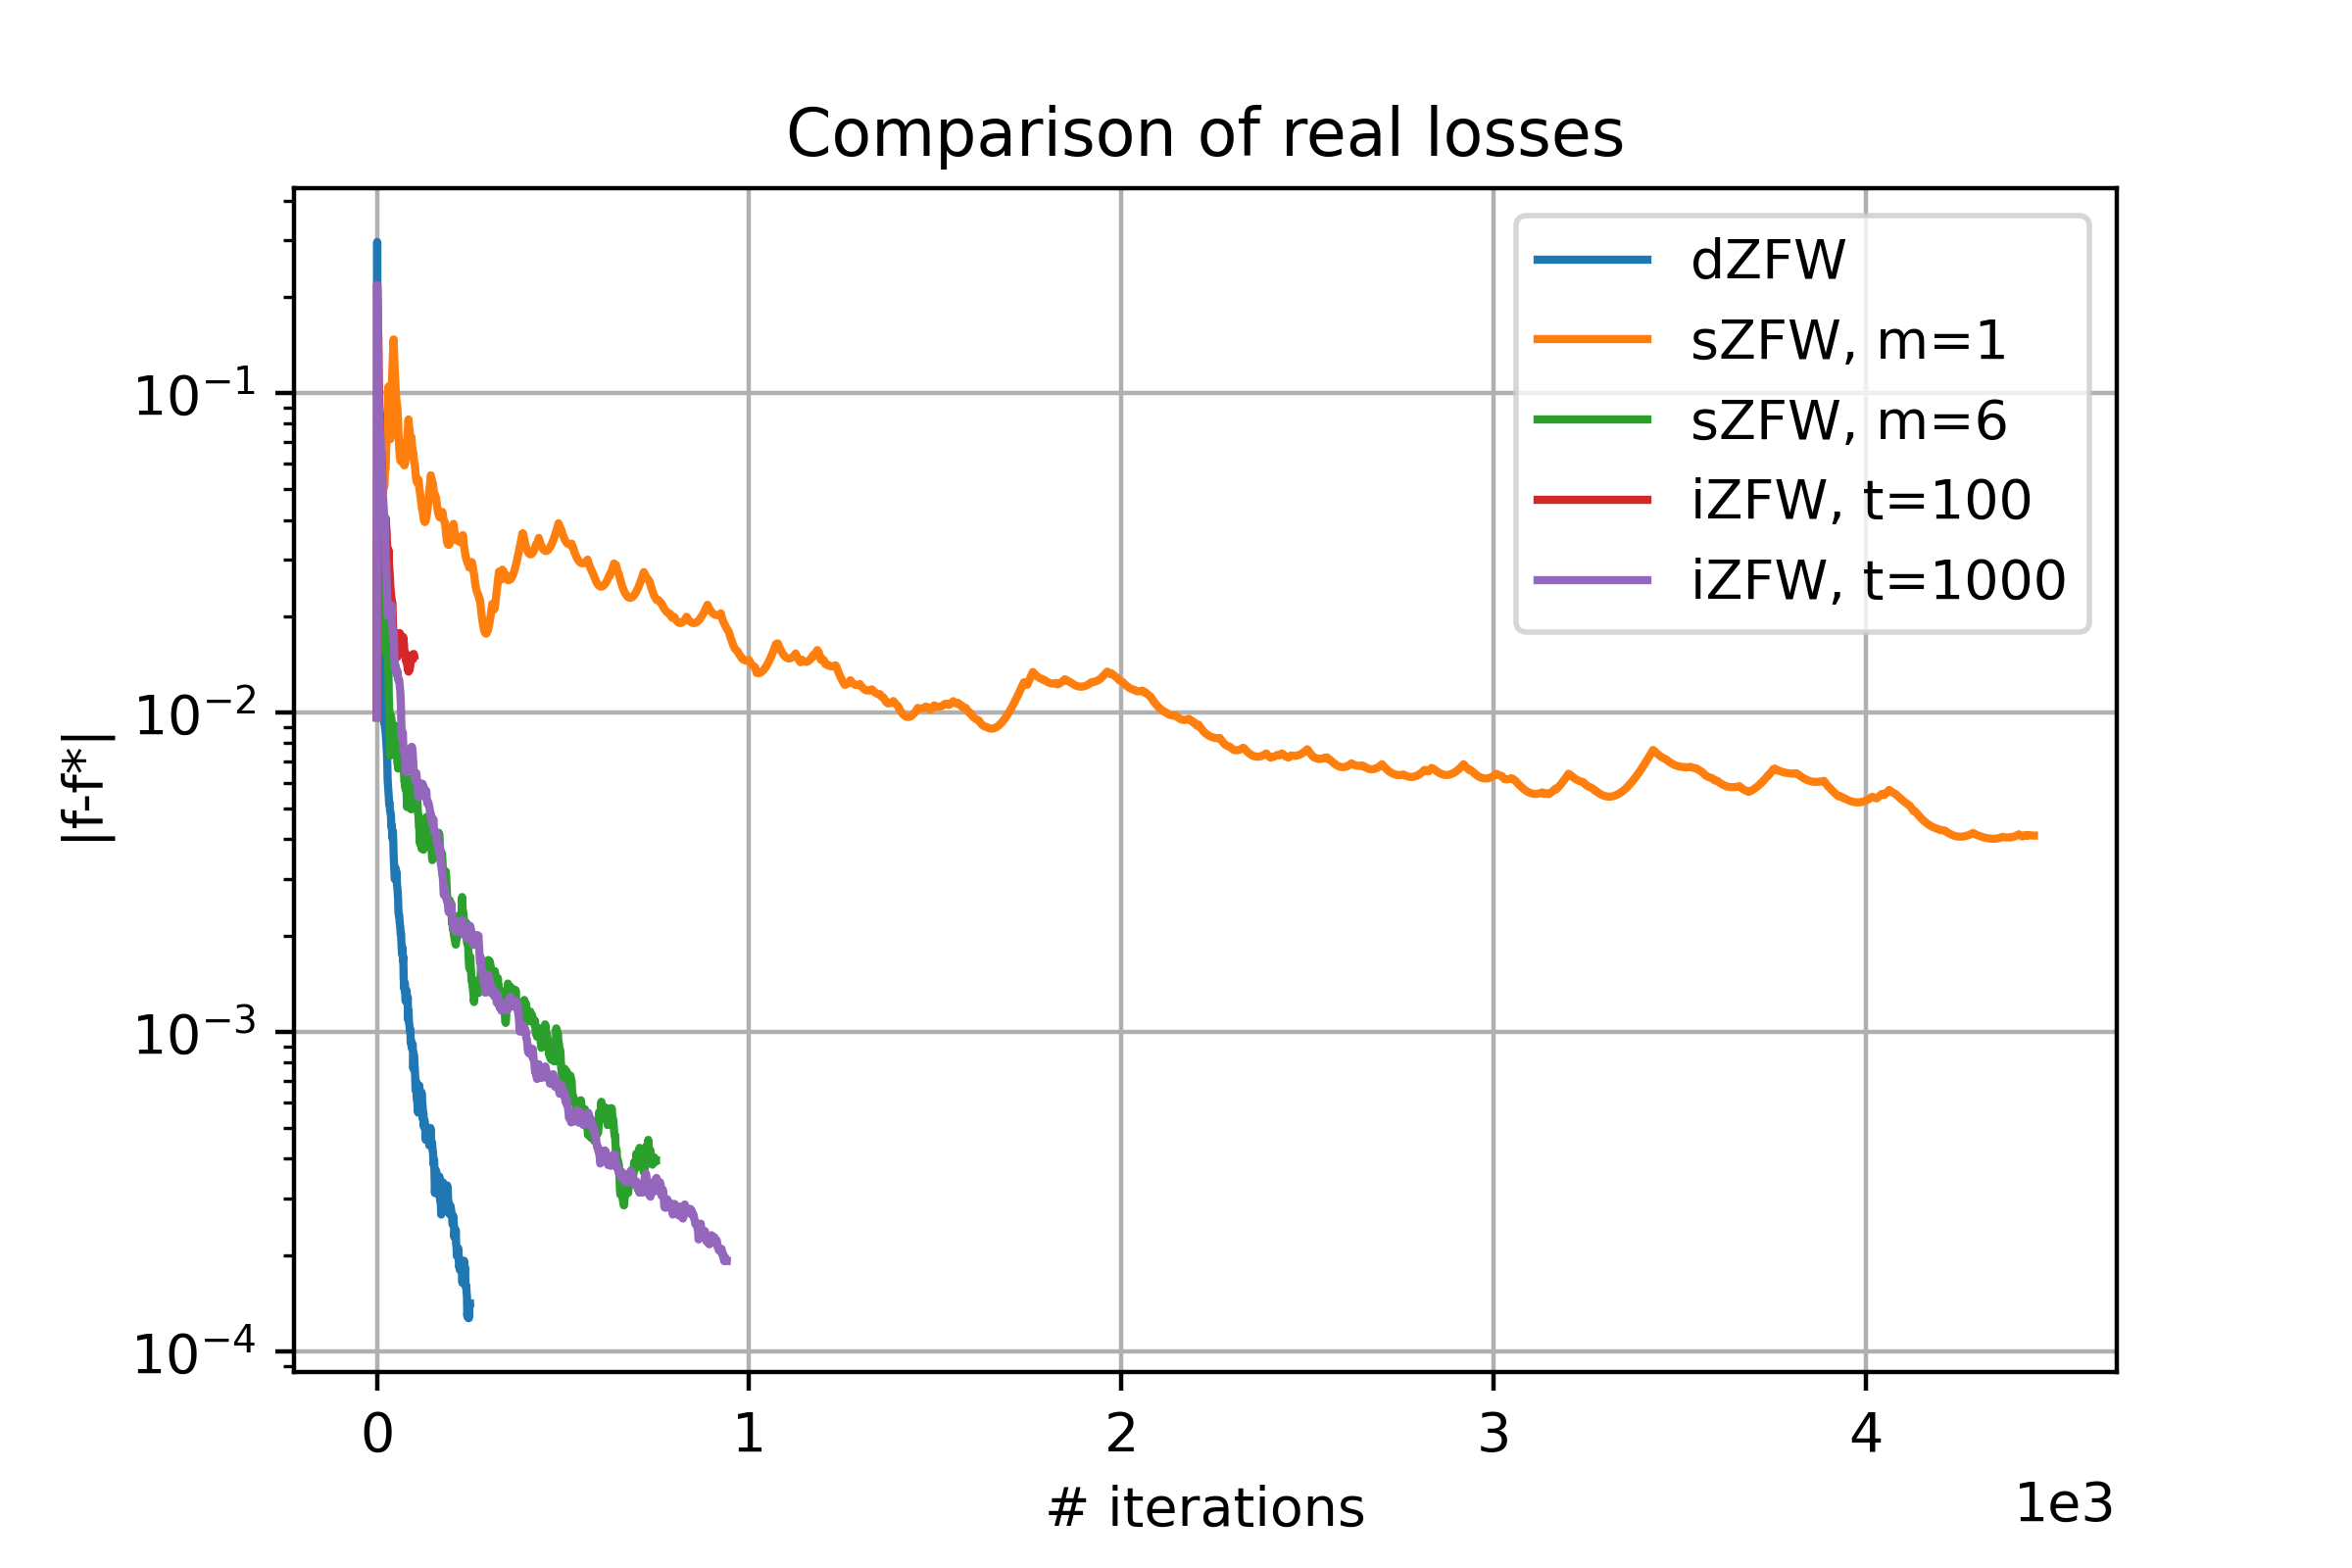 Comparison of real losses
dZFW
sZFW, m=1
sZFW, m=6
iZFW, t=100
iZFW, t=1000
|f-f*|
10⁻¹
10⁻²
10⁻³
10⁻⁴
0 1 2 3 4
# iterations
1e3